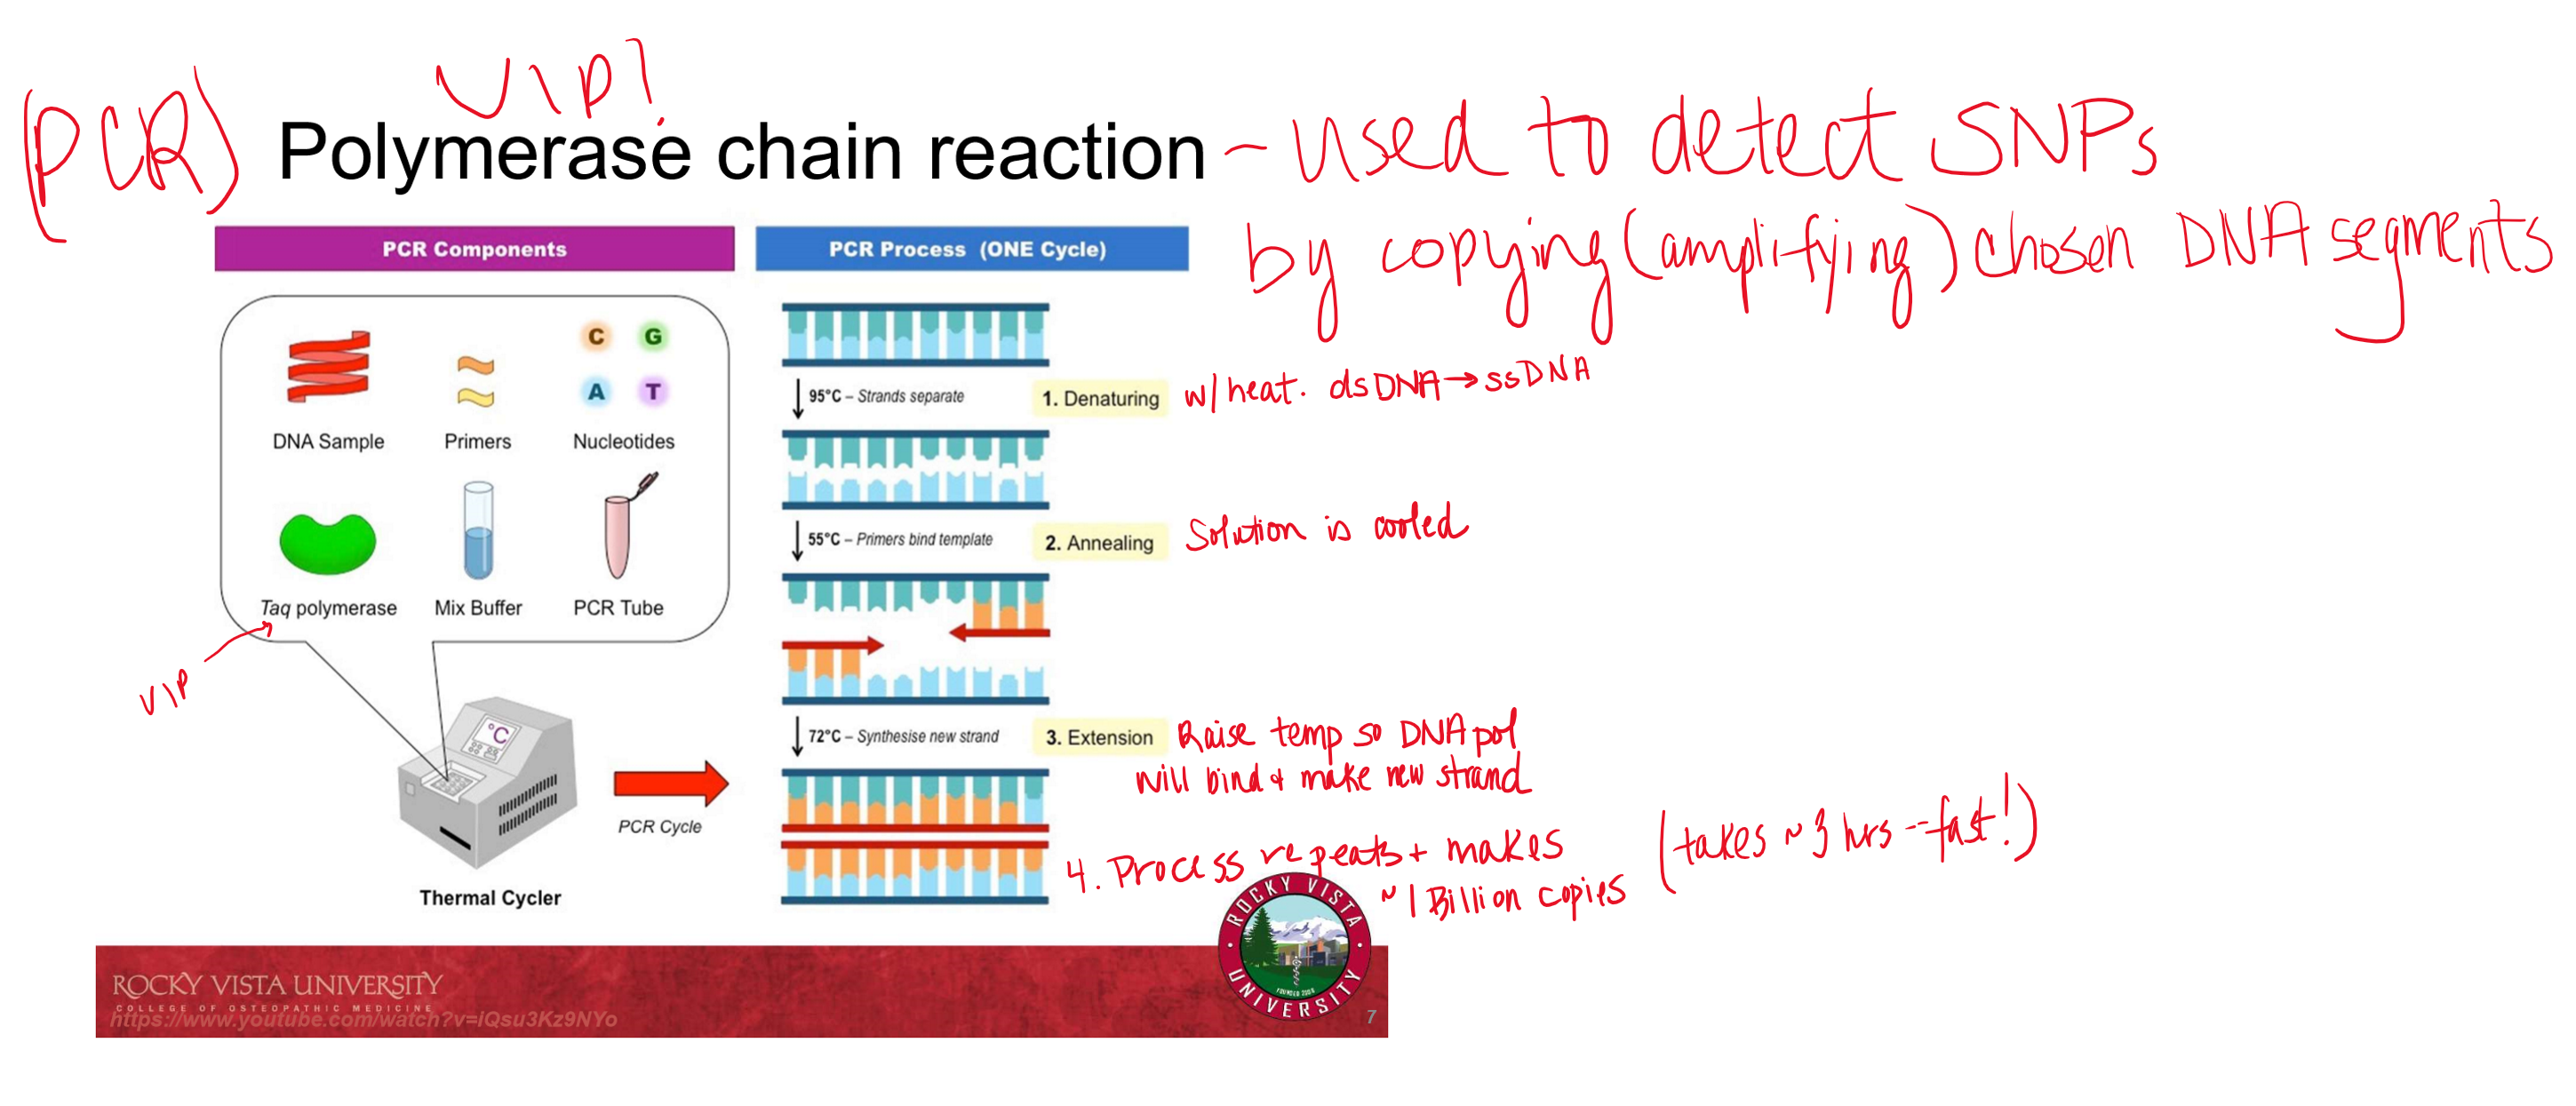 VIP!
(PCR) Polymerase chain reaction - used to detect SNPs
by copying (amplifying) chosen DNA segments
PCR Components
C G
A T
DNA Sample Primers Nucleotides
Taq polymerase Mix Buffer PCR Tube
VIP
°C
Thermal Cycler
PCR Cycle
PCR Process (ONE Cycle)
95°C – Strands separate
1. Denaturing w/ heat. dsDNA → ssDNA
55°C – Primers bind template
2. Annealing Solution is cooled
72°C – Synthesise new strand
3. Extension Raise temp so DNA pol
will bind + make new strand
4. Process repeats + makes
~1 Billion copies
(takes ~3 hrs -- fast!)
ROCKY VISTA UNIVERSITY
COLLEGE OF OSTEOPATHIC MEDICINE
https://www.youtube.com/watch?v=iQsu3Kz9NYo
ROCKY VISTA UNIVERSITY
FOUNDED 2006
7